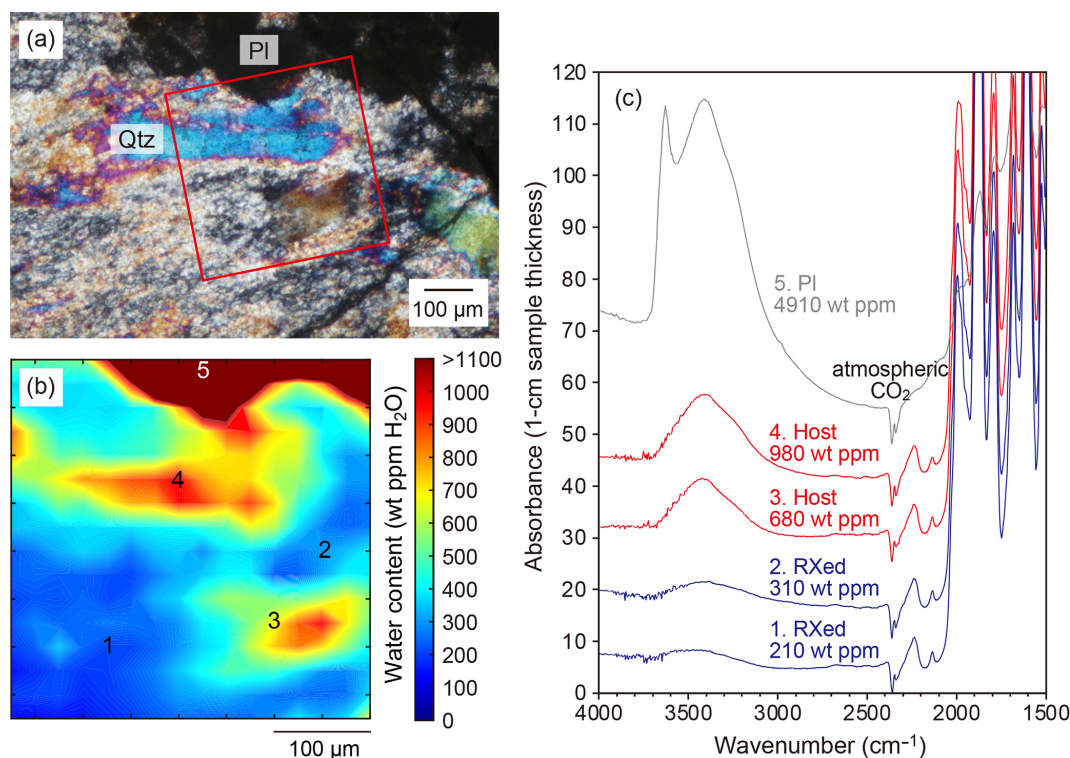 (a)
Pl
Qtz
100 µm
(b)
5
4
2
3
1
100 µm
>1100
1000
900
800
700
600
500
400
300
200
100
0
Water content (wt ppm H₂O)
(c)
120
110
100
90
80
70
60
50
40
30
20
10
0
Absorbance (1-cm sample thickness)
5. Pl
4910 wt ppm
atmospheric
CO₂
4. Host
980 wt ppm
3. Host
680 wt ppm
2. RXed
310 wt ppm
1. RXed
210 wt ppm
4000 3500 3000 2500 2000 1500
Wavenumber (cm⁻¹)